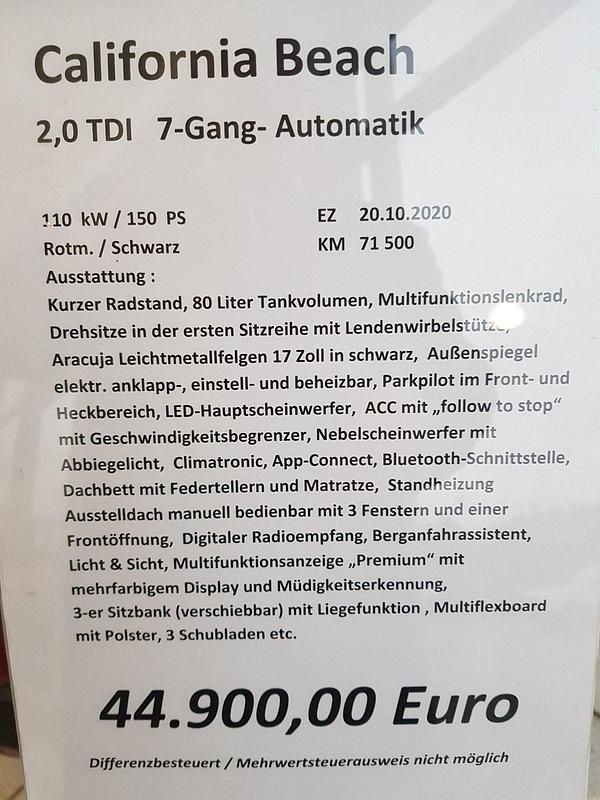 California Beach
2,0 TDI 7-Gang- Automatik
110 kW / 150 PS EZ 20.10.2020
Rotm. / Schwarz KM 71 500
Ausstattung :
Kurzer Radstand, 80 Liter Tankvolumen, Multifunktionslenkrad,
Drehsitze in der ersten Sitzreihe mit Lendenwirbelstütze,
Aracuja Leichtmetallfelgen 17 Zoll in schwarz, Außenspiegel
elektr. anklapp-, einstell- und beheizbar, Parkpilot im Front- und
Heckbereich, LED-Hauptscheinwerfer, ACC mit „follow to stop“
mit Geschwindigkeitsbegrenzer, Nebelscheinwerfer mit
Abbiegelicht, Climatronic, App-Connect, Bluetooth-Schnittstelle,
Dachbett mit Federtellern und Matratze, Standheizung
Ausstelldach manuell bedienbar mit 3 Fenstern und einer
Frontöffnung, Digitaler Radioempfang, Berganfahrassistent,
Licht & Sicht, Multifunktionsanzeige „Premium“ mit
mehrfarbigem Display und Müdigkeitserkennung,
3-er Sitzbank (verschiebbar) mit Liegefunktion , Multiflexboard
mit Polster, 3 Schubladen etc.
44.900,00 Euro
Differenzbesteuert / Mehrwertsteuerausweis nicht möglich